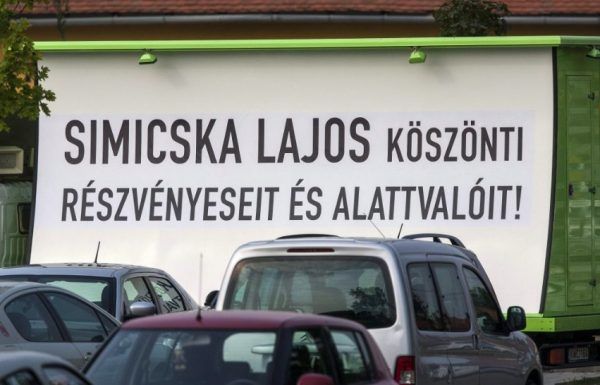 SIMICSKA LAJOS KÖSZÖNTI
RÉSZVÉNYESEIT ÉS ALATTVALÓIT!